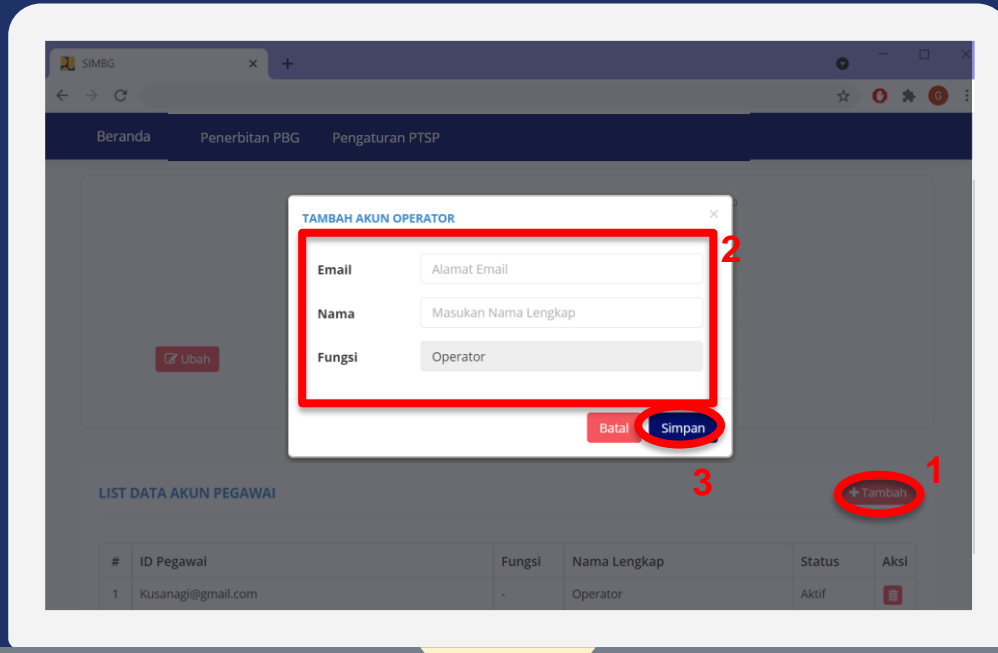 SIMBG
G
Beranda Penerbitan PBG Pengaturan PTSP
TAMBAH AKUN OPERATOR ×
2
Email Alamat Email
Nama Masukan Nama Lengkap
Fungsi Operator
Ubah
Batal Simpan
3
1
LIST DATA AKUN PEGAWAI + Tambah
# ID Pegawai Fungsi Nama Lengkap Status Aksi
1 Kusanagi@gmail.com - Operator Aktif